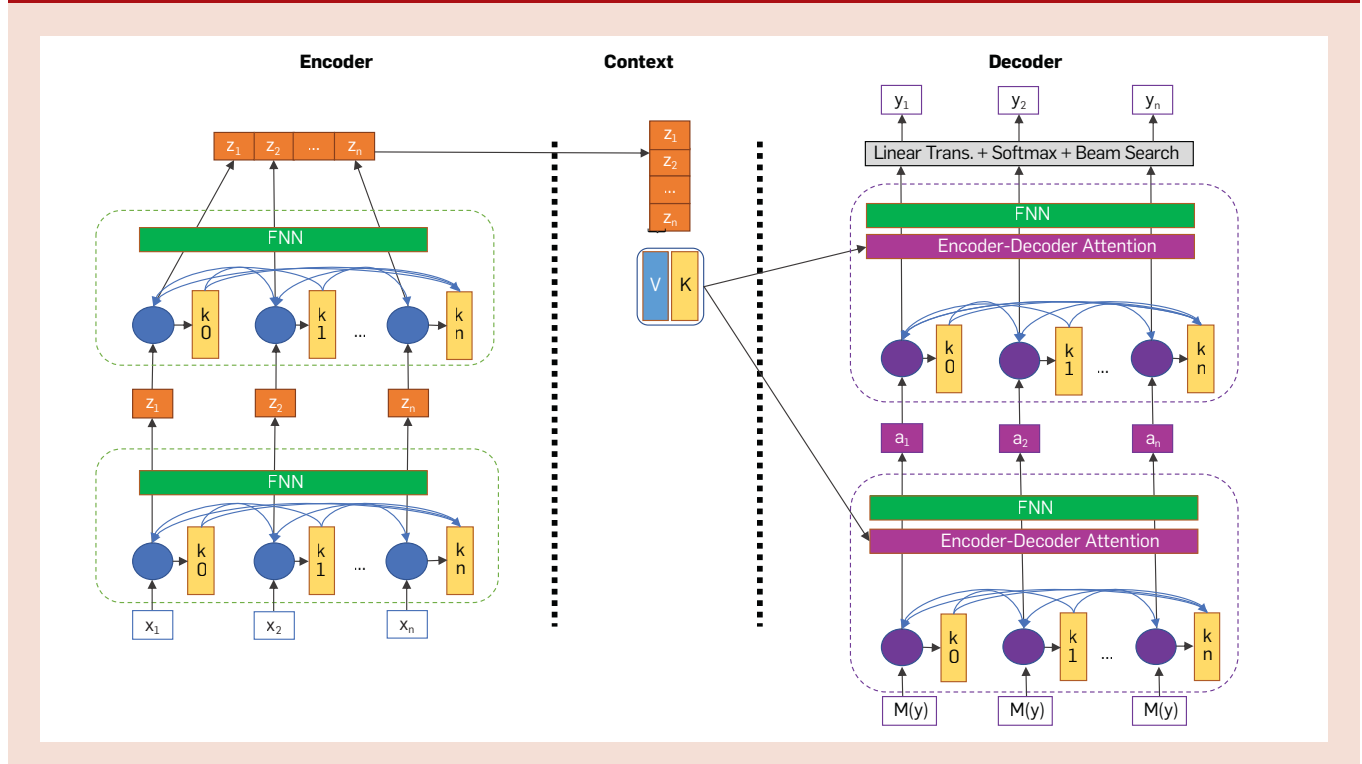 Encoder
Context
Decoder
z1 z2 ... zn
FNN
k 0
k 1
...
k n
z1 z2 zn
FNN
k 0
k 1
...
k n
x1 x2 xn
z1
z2
...
zn
V K
y1 y2 yn
Linear Trans. + Softmax + Beam Search
FNN
Encoder-Decoder Attention
k 0
k 1
...
k n
a1 a2 an
FNN
Encoder-Decoder Attention
k 0
k 1
...
k n
M(y) M(y) M(y)